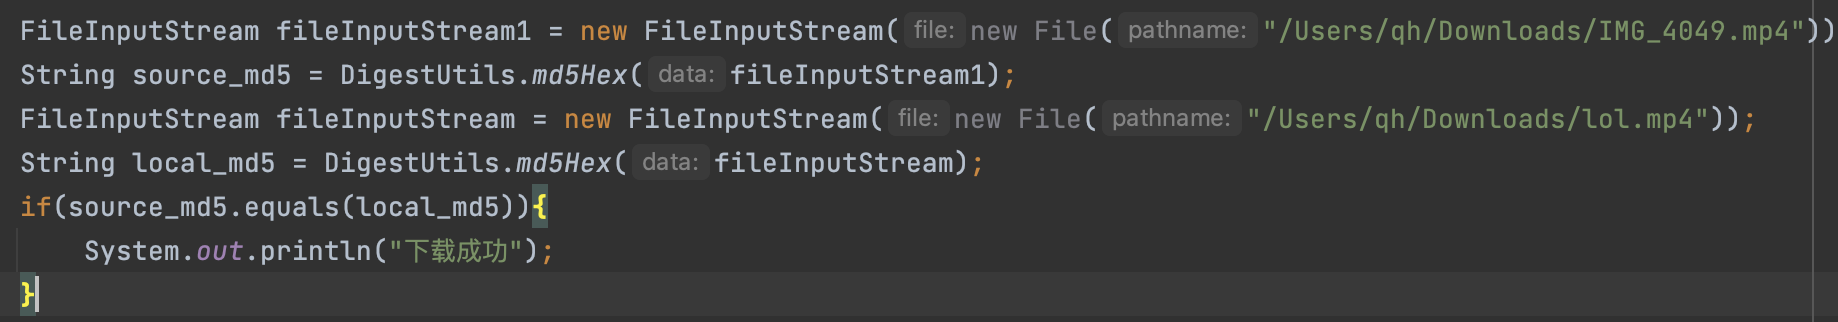 FileInputStream fileInputStream1 = new FileInputStream( file: new File( pathname: "/Users/qh/Downloads/IMG_4049.mp4"))
String source_md5 = DigestUtils.md5Hex( data: fileInputStream1);
FileInputStream fileInputStream = new FileInputStream( file: new File( pathname: "/Users/qh/Downloads/lol.mp4"));
String local_md5 = DigestUtils.md5Hex( data: fileInputStream);
if(source_md5.equals(local_md5)){
    System.out.println("下载成功");
}